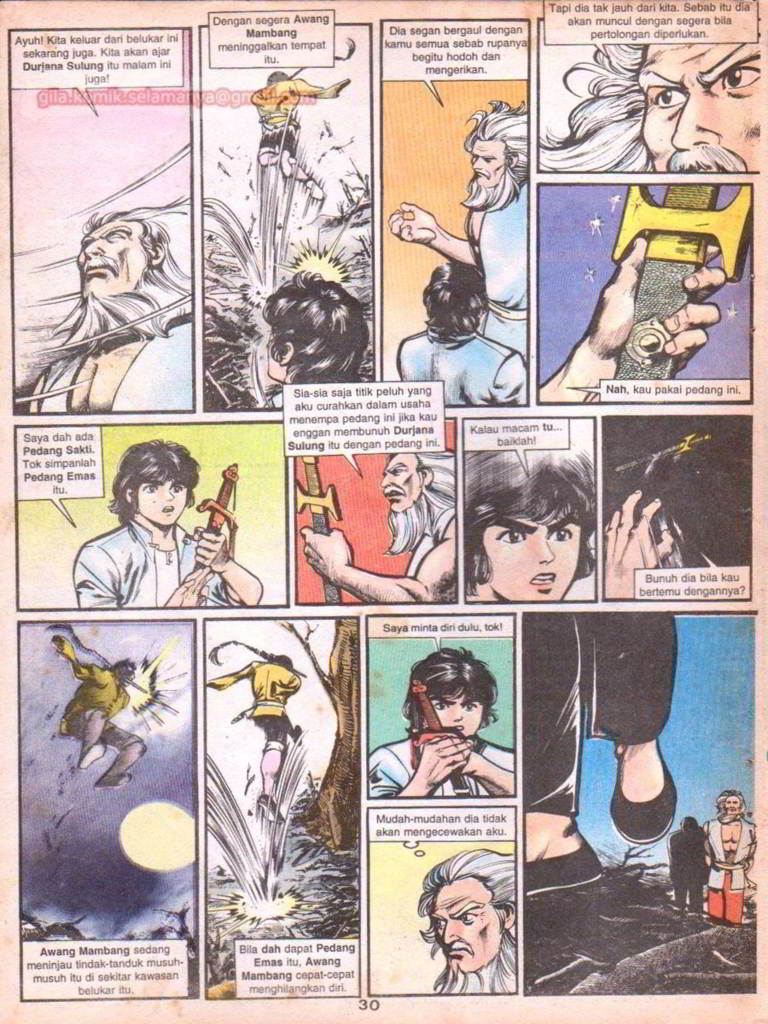 Ayuh! Kita keluar dari belukar ini
sekarang juga. Kita akan ajar
Durjana Sulung itu malam ini
juga!
gila.komik.selamanya@gmail.com
Dengan segera Awang
Mambang
meninggalkan tempat
itu.
Dia segan bergaul dengan
kamu semua sebab rupanya
begitu hodoh dan
mengerikan.
Tapi dia tak jauh dari kita. Sebab itu dia
akan muncul dengan segera bila
pertolongan diperlukan.
Nah, kau pakai pedang ini.
Saya dah ada
Pedang Sakti.
Tok simpanlah
Pedang Emas
itu.
Sia-sia saja titik peluh yang
aku curahkan dalam usaha
menempa pedang ini jika kau
enggan membunuh Durjana
Sulung itu dengan pedang ini.
Kalau macam tu...
baiklah!
Bunuh dia bila kau
bertemu dengannya?
Awang Mambang sedang
meninjau tindak-tanduk musuh-
musuh itu di sekitar kawasan
belukar itu.
Bila dah dapat Pedang
Emas itu, Awang
Mambang cepat-cepat
menghilangkan diri.
Saya minta diri dulu, tok!
Mudah-mudahan dia tidak
akan mengecewakan aku.
30